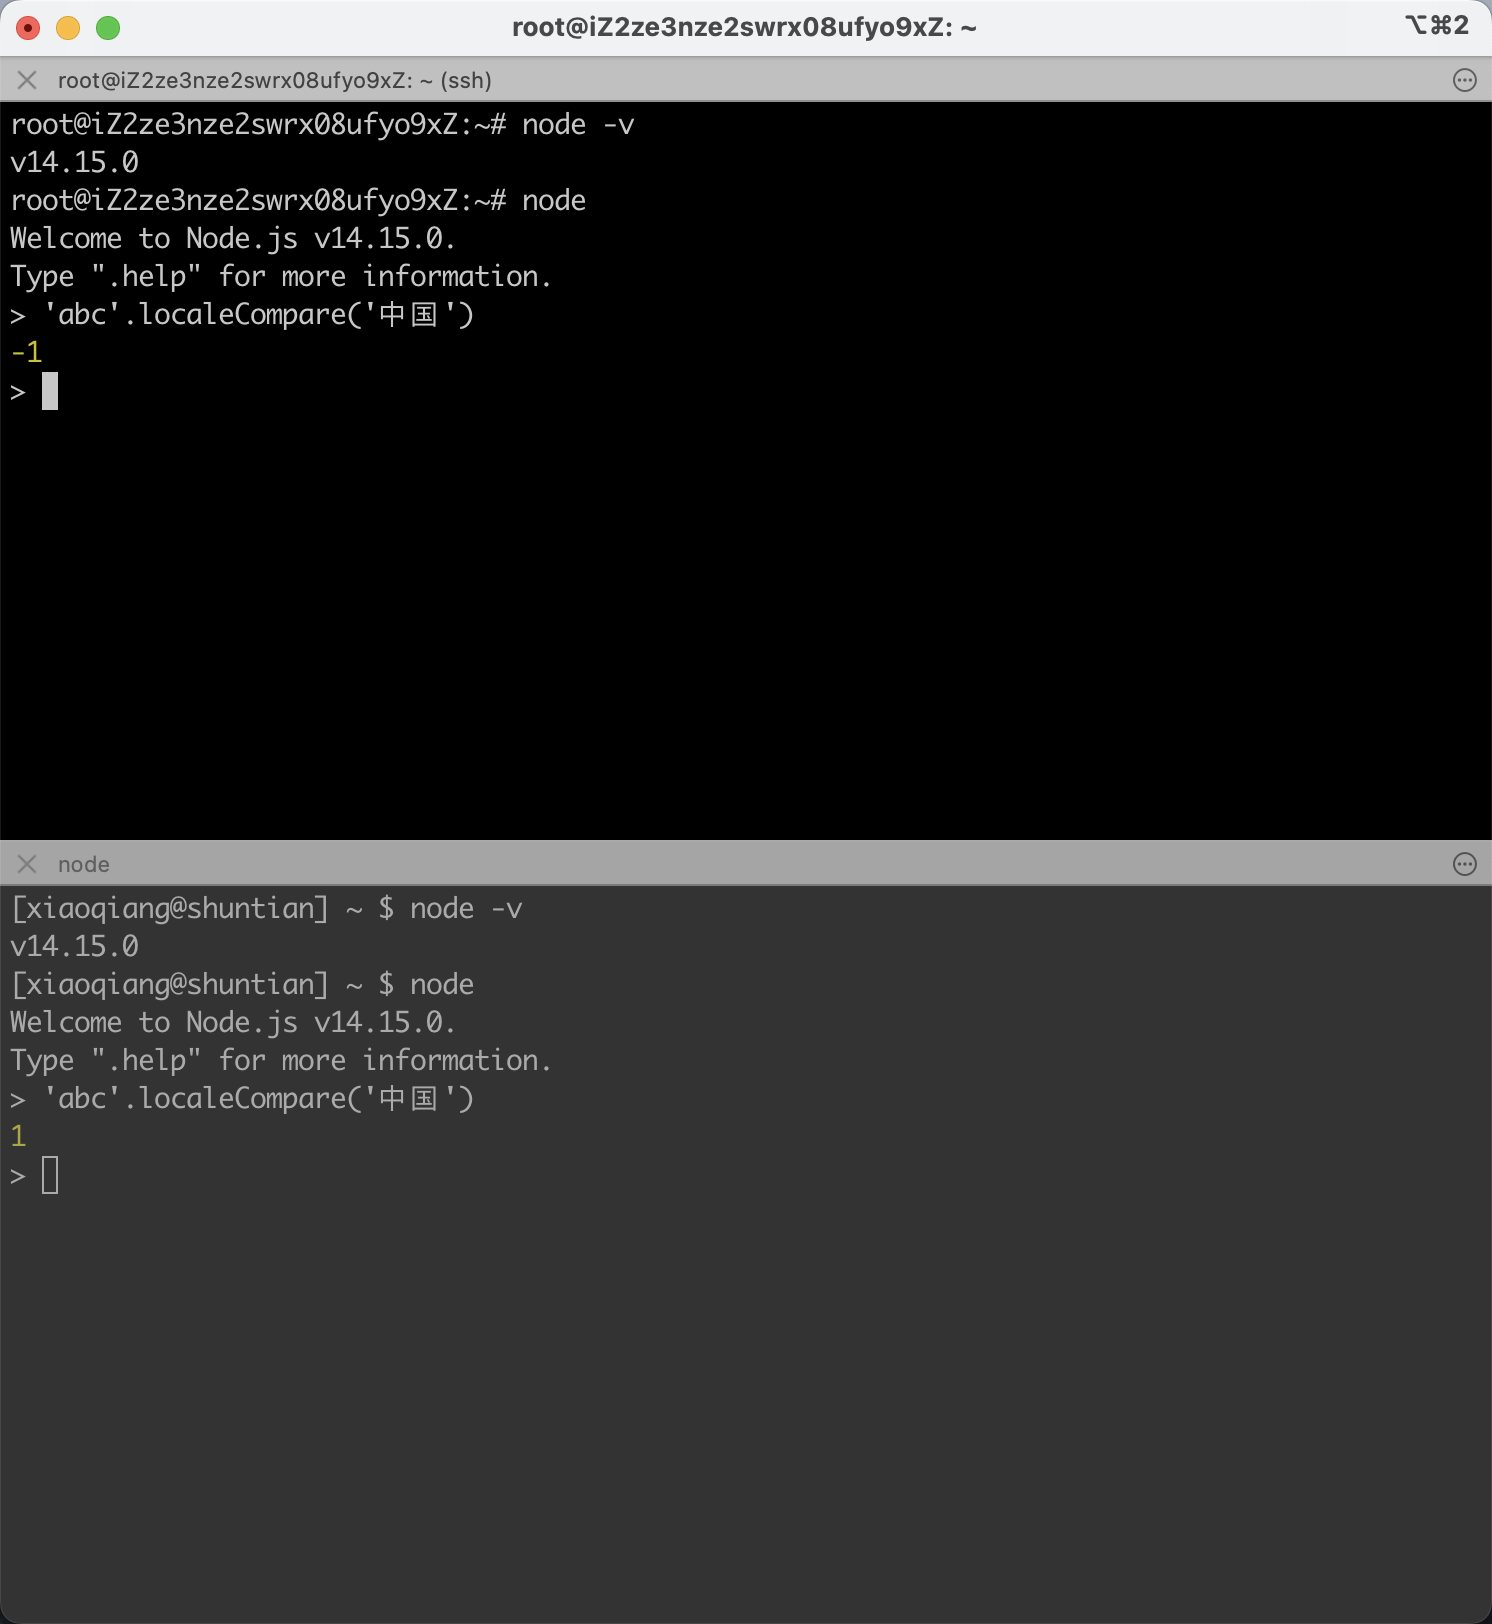 root@iZ2ze3nze2swrx08ufyo9xZ: ~
⌥⌘2
root@iZ2ze3nze2swrx08ufyo9xZ: ~ (ssh)
root@iZ2ze3nze2swrx08ufyo9xZ:~# node -v
v14.15.0
root@iZ2ze3nze2swrx08ufyo9xZ:~# node
Welcome to Node.js v14.15.0.
Type ".help" for more information.
> 'abc'.localeCompare('中国')
-1
>
node
[xiaoqiang@shuntian] ~ $ node -v
v14.15.0
[xiaoqiang@shuntian] ~ $ node
Welcome to Node.js v14.15.0.
Type ".help" for more information.
> 'abc'.localeCompare('中国')
1
>